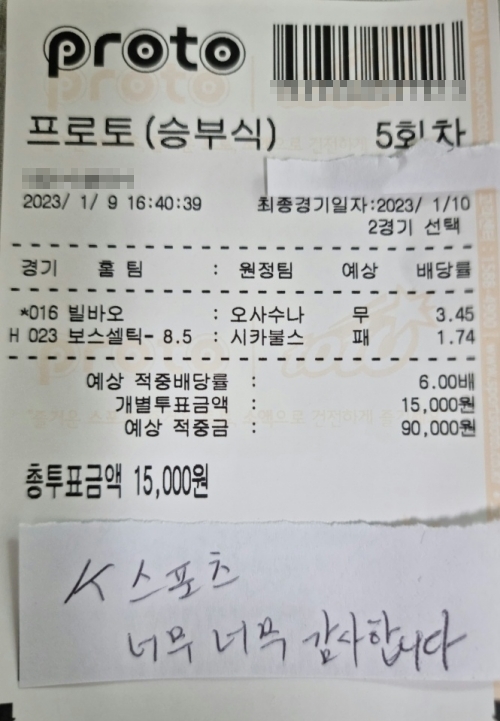 proto
프로토(승부식) 5회차
2023/ 1/ 9 16:40:39 최종경기일자:2023/ 1/10
2경기 선택
경기 홈 팀 : 원정팀 예상 배당률
*016 빌바오 : 오사수나 무 3.45
H 023 보스셀틱- 8.5 : 시카불스 패 1.74
예상 적중배당률 : 6.00배
개별투표금액 : 15,000원
예상 적중금 : 90,000원
총투표금액 15,000원
K 스포츠
너무 너무 감사합니다